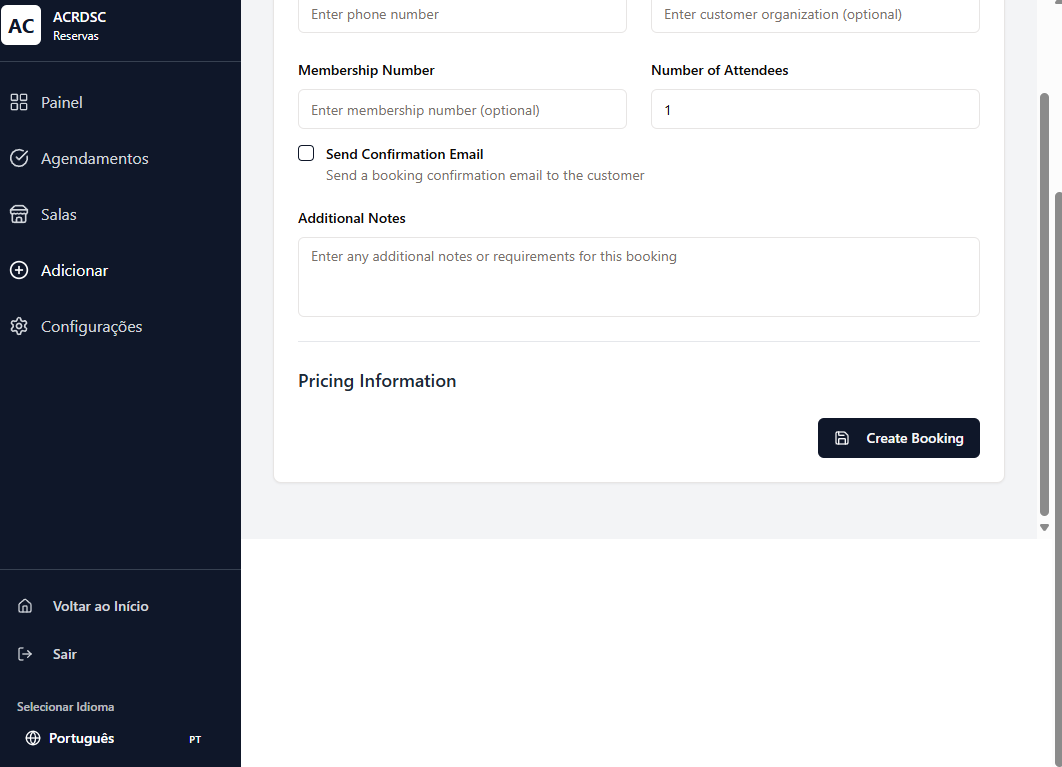 AC
ACRDSC
Reservas
Painel
Agendamentos
Salas
Adicionar
Configurações
Voltar ao Início
Sair
Selecionar Idioma
Português
PT
Enter phone number
Enter customer organization (optional)
Membership Number
Number of Attendees
Enter membership number (optional)
1
Send Confirmation Email
Send a booking confirmation email to the customer
Additional Notes
Enter any additional notes or requirements for this booking
Pricing Information
Create Booking